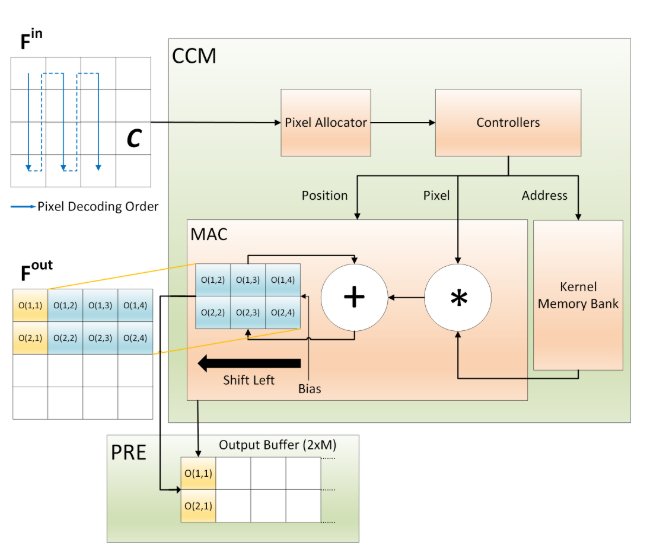 Fin
CCM
C
Pixel Allocator
Controllers
Pixel Decoding Order
Position
Pixel
Address
MAC
Fout
O(1,2) O(1,3) O(1,4)
O(2,2) O(2,3) O(2,4)
+
*
Kernel
Memory Bank
O(1,1) O(1,2) O(1,3) O(1,4)
O(2,1) O(2,2) O(2,3) O(2,4)
Shift Left
Bias
PRE
Output Buffer (2xM)
O(1,1)
O(2,1)